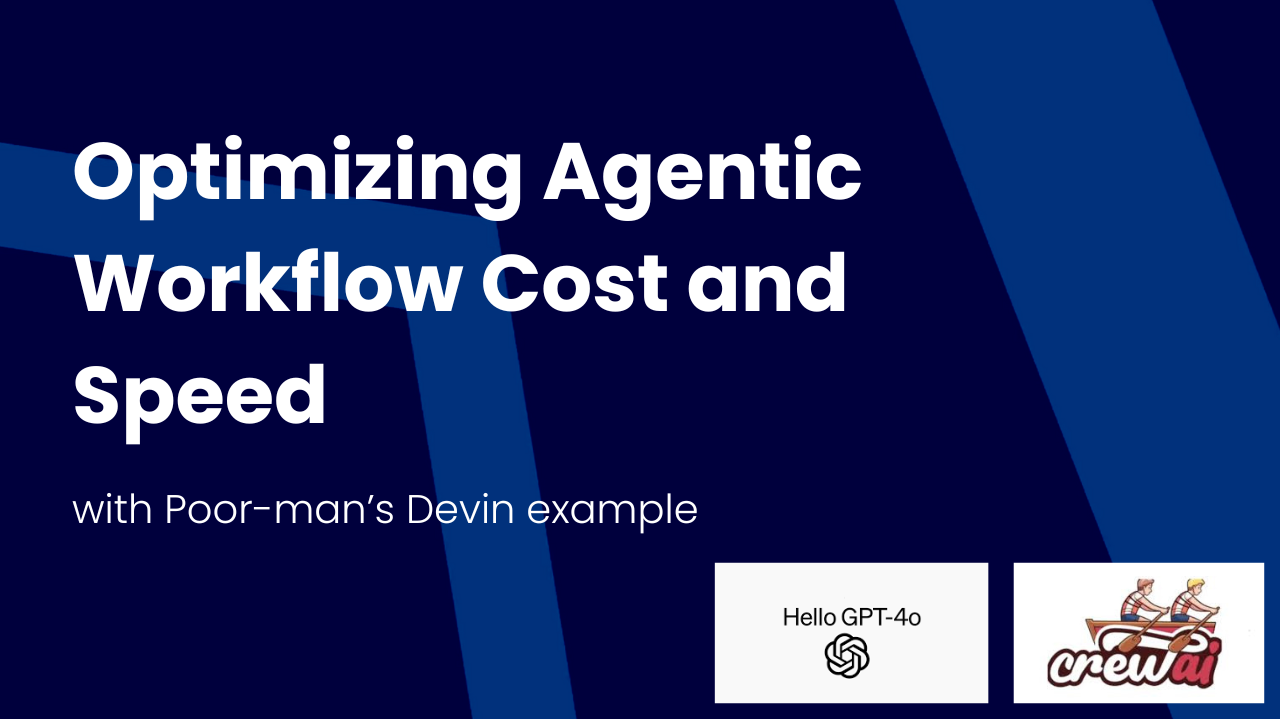 Optimizing Agentic
Workflow Cost and
Speed
with Poor-man’s Devin example
Hello GPT-4o
crewai